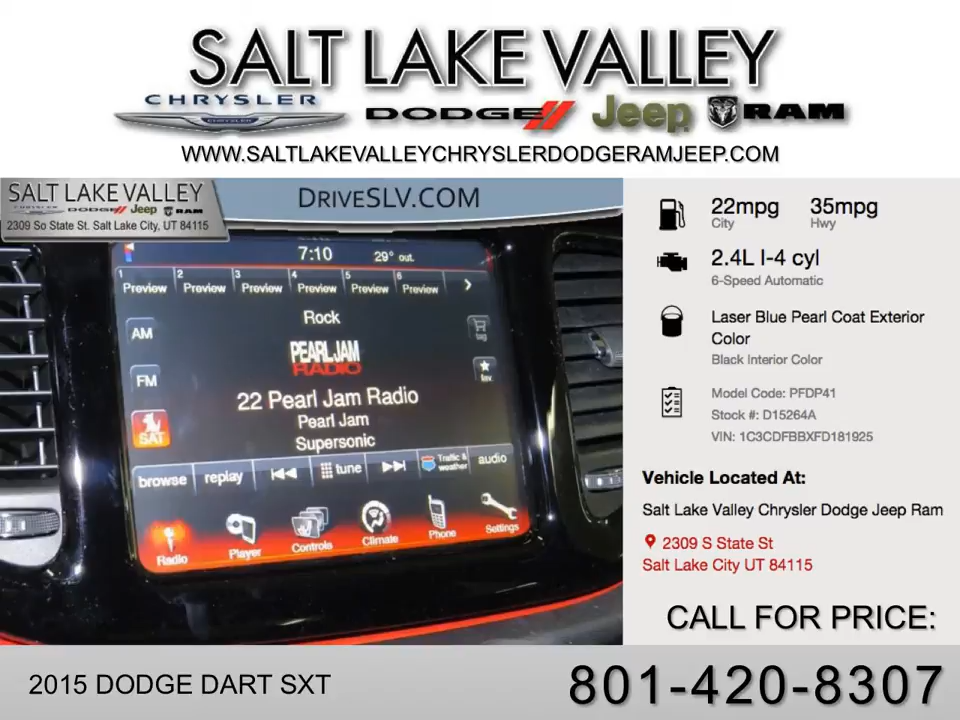 SALT LAKE VALLEY
CHRYSLER DODGE Jeep RAM
WWW.SALTLAKEVALLEYCHRYSLERDODGERAMJEEP.COM
SALT LAKE VALLEY
CHRYSLER DODGE Jeep RAM
2309 So State St. Salt Lake City, UT 84115
DRIVESLV.COM
7:10 29° out.
1 2 3 4 5 6
Preview Preview Preview Preview Preview Preview
Rock
AM
tag
PEARL JAM
RADIO
FM
fav
22 Pearl Jam Radio
Pearl Jam
SAT
Supersonic
browse replay tune Traffic & weather audio
Radio Player Controls Climate Phone Settings
22mpg 35mpg
City Hwy
2.4L I-4 cyl
6-Speed Automatic
Laser Blue Pearl Coat Exterior
Color
Black Interior Color
Model Code: PFDP41
Stock #: D15264A
VIN: 1C3CDFBBXFD181925
Vehicle Located At:
Salt Lake Valley Chrysler Dodge Jeep Ram
2309 S State St
Salt Lake City UT 84115
CALL FOR PRICE:
2015 DODGE DART SXT
801-420-8307